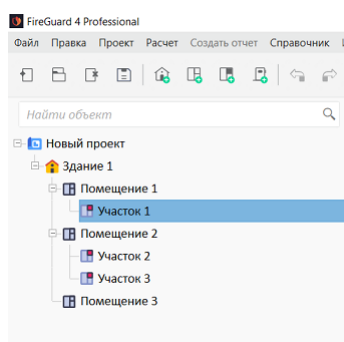 FireGuard 4 Professional
Файл Правка Проект Расчет Создать отчет Справочник
Найти объект
Новый проект
Здание 1
Помещение 1
Участок 1
Помещение 2
Участок 2
Участок 3
Помещение 3